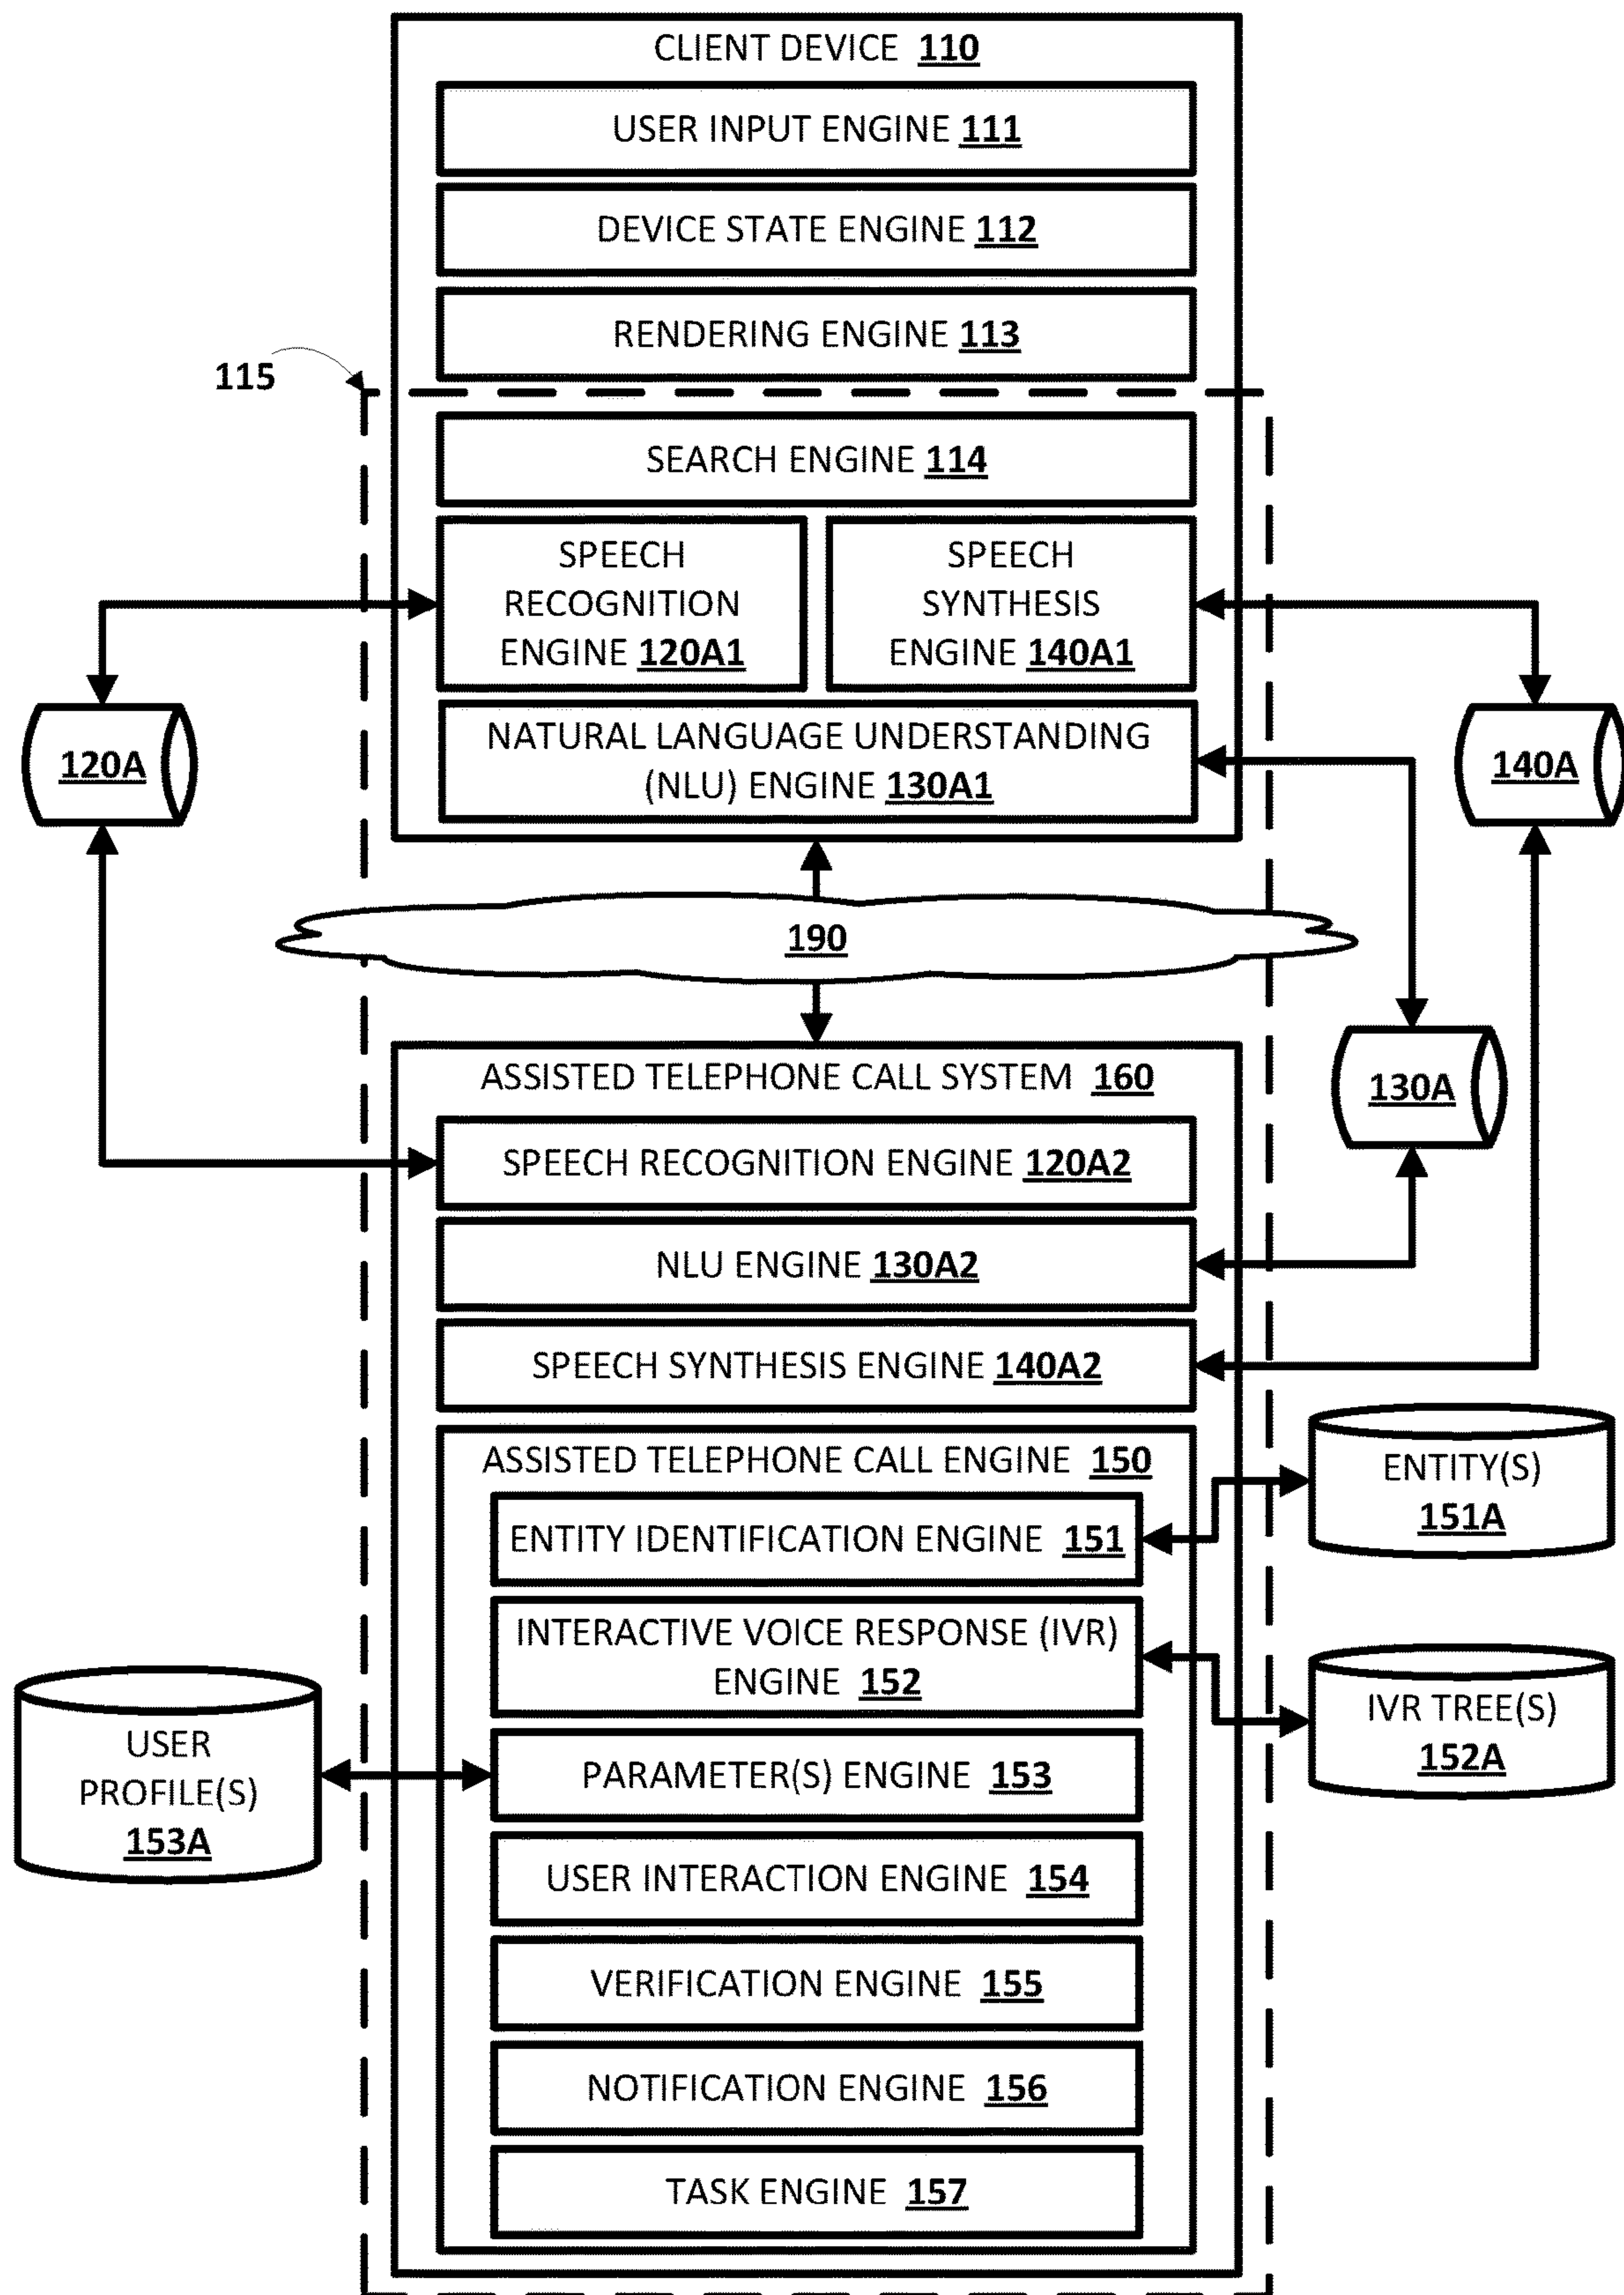 CLIENT DEVICE 110
USER INPUT ENGINE 111
DEVICE STATE ENGINE 112
RENDERING ENGINE 113
115
SEARCH ENGINE 114
SPEECH
RECOGNITION
ENGINE 120A1
SPEECH
SYNTHESIS
ENGINE 140A1
120A
NATURAL LANGUAGE UNDERSTANDING
(NLU) ENGINE 130A1
140A
190
ASSISTED TELEPHONE CALL SYSTEM 160
130A
SPEECH RECOGNITION ENGINE 120A2
NLU ENGINE 130A2
SPEECH SYNTHESIS ENGINE 140A2
ASSISTED TELEPHONE CALL ENGINE 150
ENTITY(S)
151A
ENTITY IDENTIFICATION ENGINE 151
INTERACTIVE VOICE RESPONSE (IVR)
ENGINE 152
IVR TREE(S)
152A
USER
PROFILE(S)
153A
PARAMETER(S) ENGINE 153
USER INTERACTION ENGINE 154
VERIFICATION ENGINE 155
NOTIFICATION ENGINE 156
TASK ENGINE 157